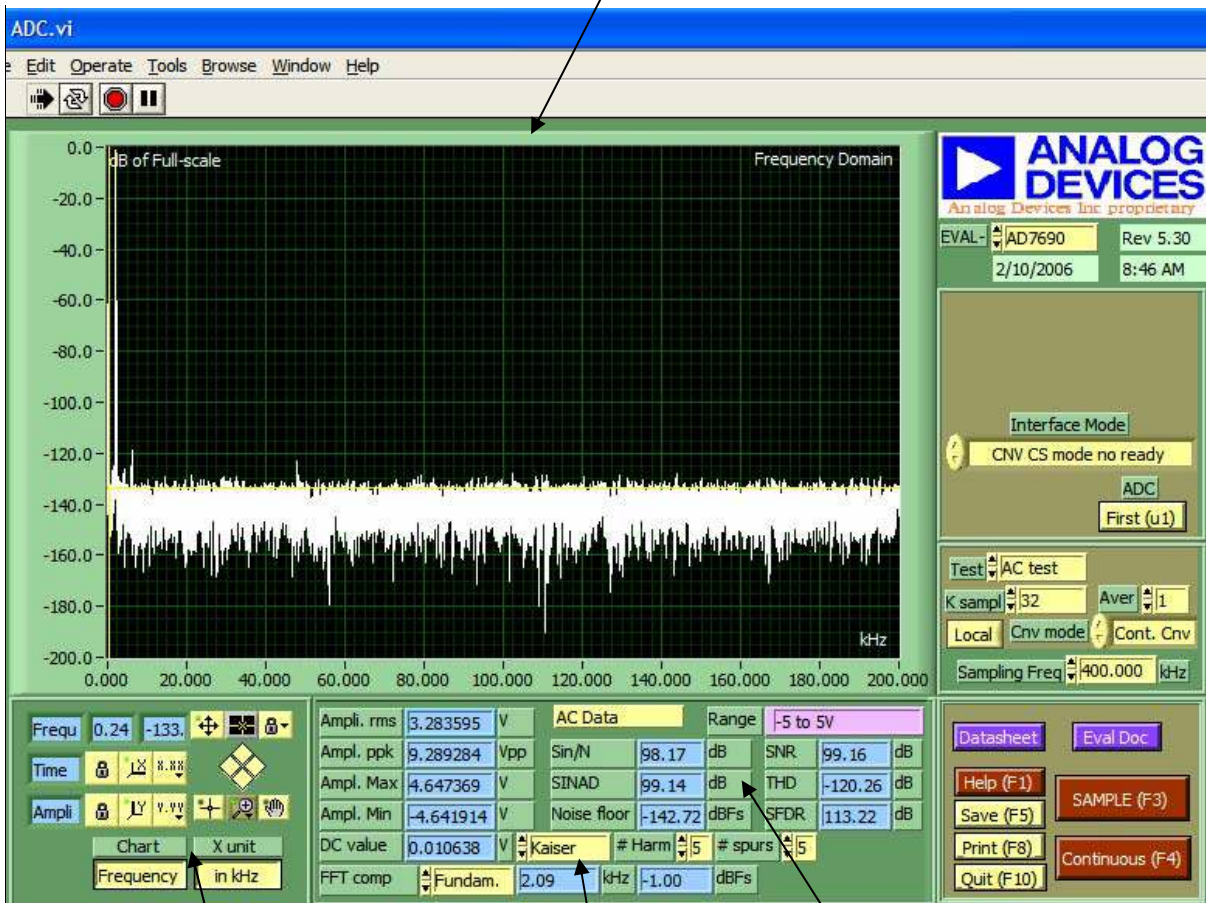 ADC.vi
e Edit Operate Tools Browse Window Help
0.0
dB of Full-scale
Frequency Domain
-20.0
-40.0
-60.0
-80.0
-100.0
-120.0
-140.0
-160.0
-180.0
kHz
-200.0
0.000 20.000 40.000 60.000 80.000 100.000 120.000 140.000 160.000 180.000 200.000
ANALOG
DEVICES
Analog Devices Inc proprietary
EVAL- AD7690 Rev 5.30
2/10/2006 8:46 AM
Interface Mode
CNV CS mode no ready
ADC
First (u1)
Test AC test
K sampl 32 Aver 1
Local Cnv mode Cont. Cnv
Sampling Freq 400.000 kHz
Frequ 0.24 -133.
Time X X.XX
Ampli Y Y.YY
Chart X unit
Frequency in kHz
Ampli. rms 3.283595 V AC Data Range -5 to 5V
Ampl. ppk 9.289284 Vpp Sin/N 98.17 dB SNR 99.16 dB
Ampl. Max 4.647369 V SINAD 99.14 dB THD -120.26 dB
Ampl. Min -4.641914 V Noise floor -142.72 dBFs SFDR 113.22 dB
DC value 0.010638 V Kaiser # Harm 5 # spurs 5
FFT comp Fundam. 2.09 kHz -1.00 dBFs
Datasheet Eval Doc
Help (F1)
Save (F5)
SAMPLE (F3)
Print (F8)
Quit (F10)
Continuous (F4)